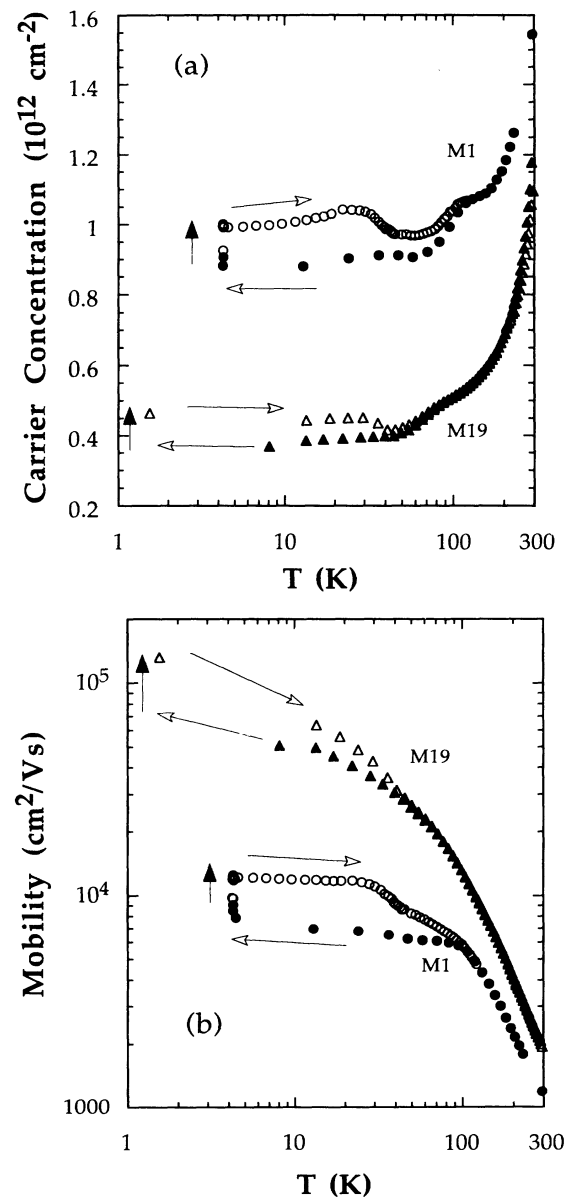 1.6
(a)
1.4
1.2
M1
1
0.8
0.6
M19
0.4
0.2
Carrier Concentration (10¹² cm⁻²)
1
10
100
300
T (K)
10⁵
M19
10⁴
M1
(b)
1000
Mobility (cm²/Vs)
1
10
100
300
T (K)